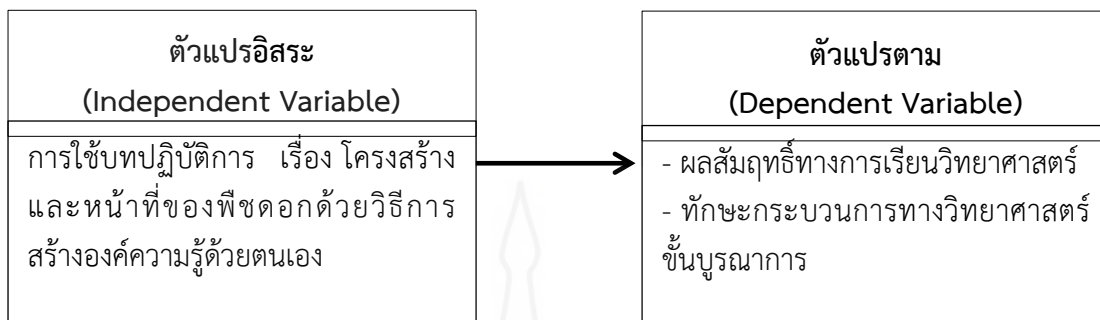 ตัวแปรอิสระ
(Independent Variable)
การใช้บทปฏิบัติการ เรื่อง โครงสร้าง
และหน้าที่ของพืชดอกด้วยวิธีการ
สร้างองค์ความรู้ด้วยตนเอง
ตัวแปรตาม
(Dependent Variable)
- ผลสัมฤทธิ์ทางการเรียนวิทยาศาสตร์
- ทักษะกระบวนการทางวิทยาศาสตร์
ขั้นบูรณาการ